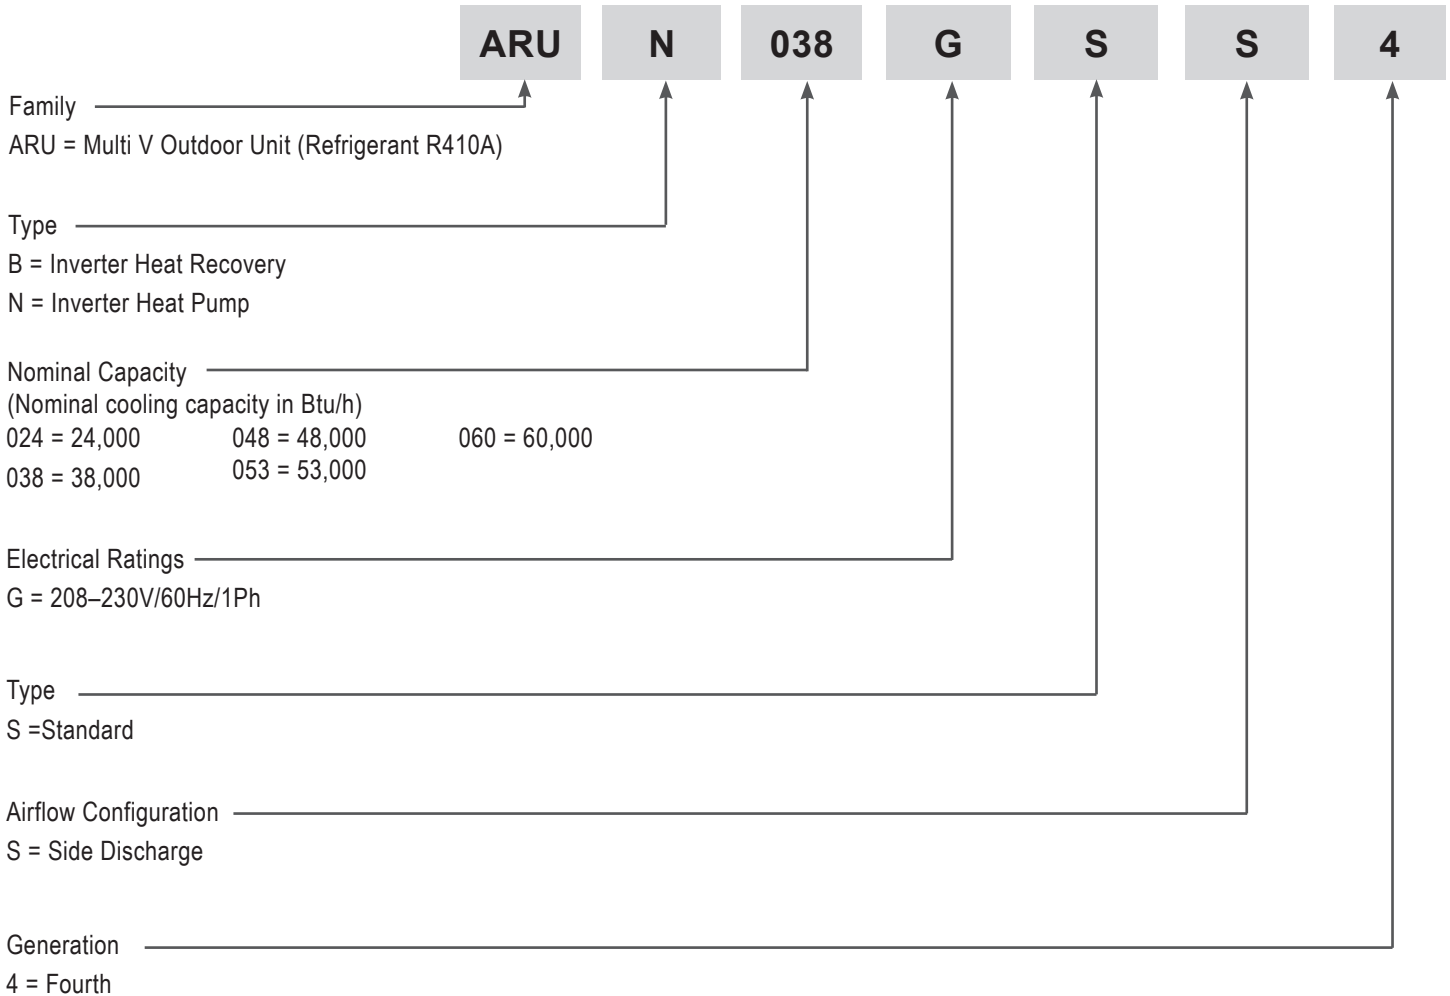 ARU N 038 G S S 4
Family
ARU = Multi V Outdoor Unit (Refrigerant R410A)
Type
B = Inverter Heat Recovery
N = Inverter Heat Pump
Nominal Capacity
(Nominal cooling capacity in Btu/h)
024 = 24,000 048 = 48,000 060 = 60,000
038 = 38,000 053 = 53,000
Electrical Ratings
G = 208–230V/60Hz/1Ph
Type
S =Standard
Airflow Configuration
S = Side Discharge
Generation
4 = Fourth